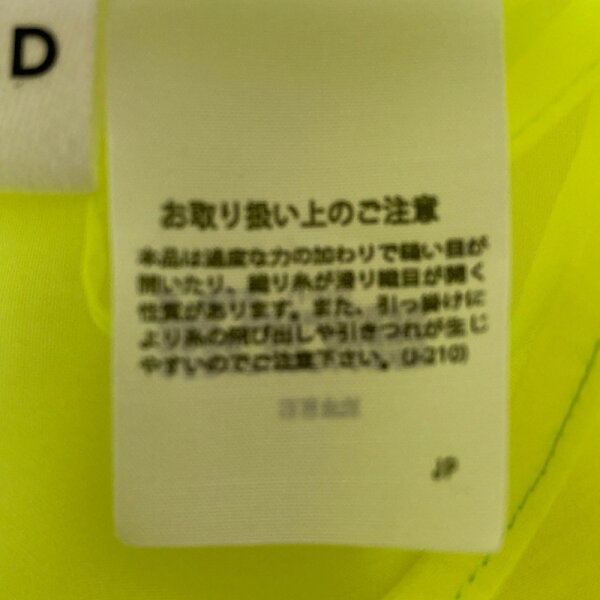 D
お取り扱い上のご注意
本品は過度な力の加わりで縫い目が
開いたり、織り糸が滑り織目が開く
性質があります。また、引っ掛けに
より糸の飛び出しや引きつれが生じ
やすいのでご注意下さい。(J-210)
JP